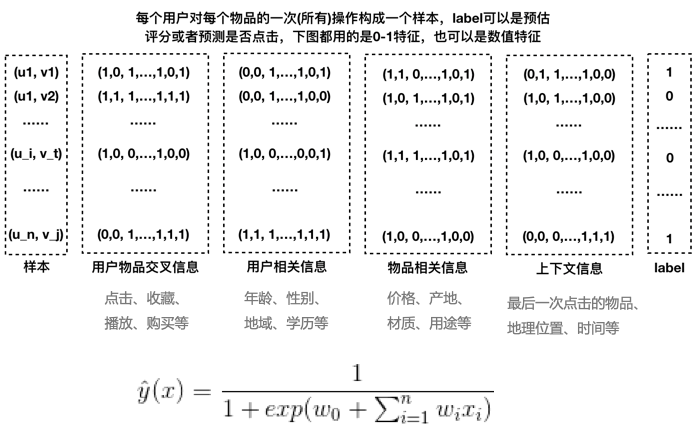 每个用户对每个物品的一次(所有)操作构成一个样本，label可以是预估
评分或者预测是否点击，下图都用的是0-1特征，也可以是数值特征
(u1, v1) (1,0, 1,...,1,0,1) (0,0, 1,...,1,0,1) (1,1, 0,...,1,0,1) (0,1, 1,...,1,0,0) 1
(u1, v2) (1,1, 1,...,1,1,1) (0,0, 1,...,1,0,0) (1,0, 1,...,1,0,1) (1,0, 1,...,1,0,0) 0
...... ...... ...... ...... ...... ......
(u_i, v_t) (1,0, 0,...,1,0,0) (1,0, 0,...,0,0,1) (1,1, 1,...,1,0,1) (1,0, 0,...,1,0,0) 0
...... ...... ...... ...... ...... ......
(u_n, v_j) (0,0, 1,...,1,1,1) (1,1, 1,...,1,1,1) (1,0, 0,...,1,0,0) (0,0, 0,...,1,1,1) 1
样本 用户物品交叉信息 用户相关信息 物品相关信息 上下文信息 label
点击、收藏、 年龄、性别、 价格、产地、 最后一次点击的物品、
播放、购买等 地域、学历等 材质、用途等 地理位置、时间等
ŷ(x) = 1 / (1 + exp(w_0 + ∑_{i=1}^{n} w_i x_i))